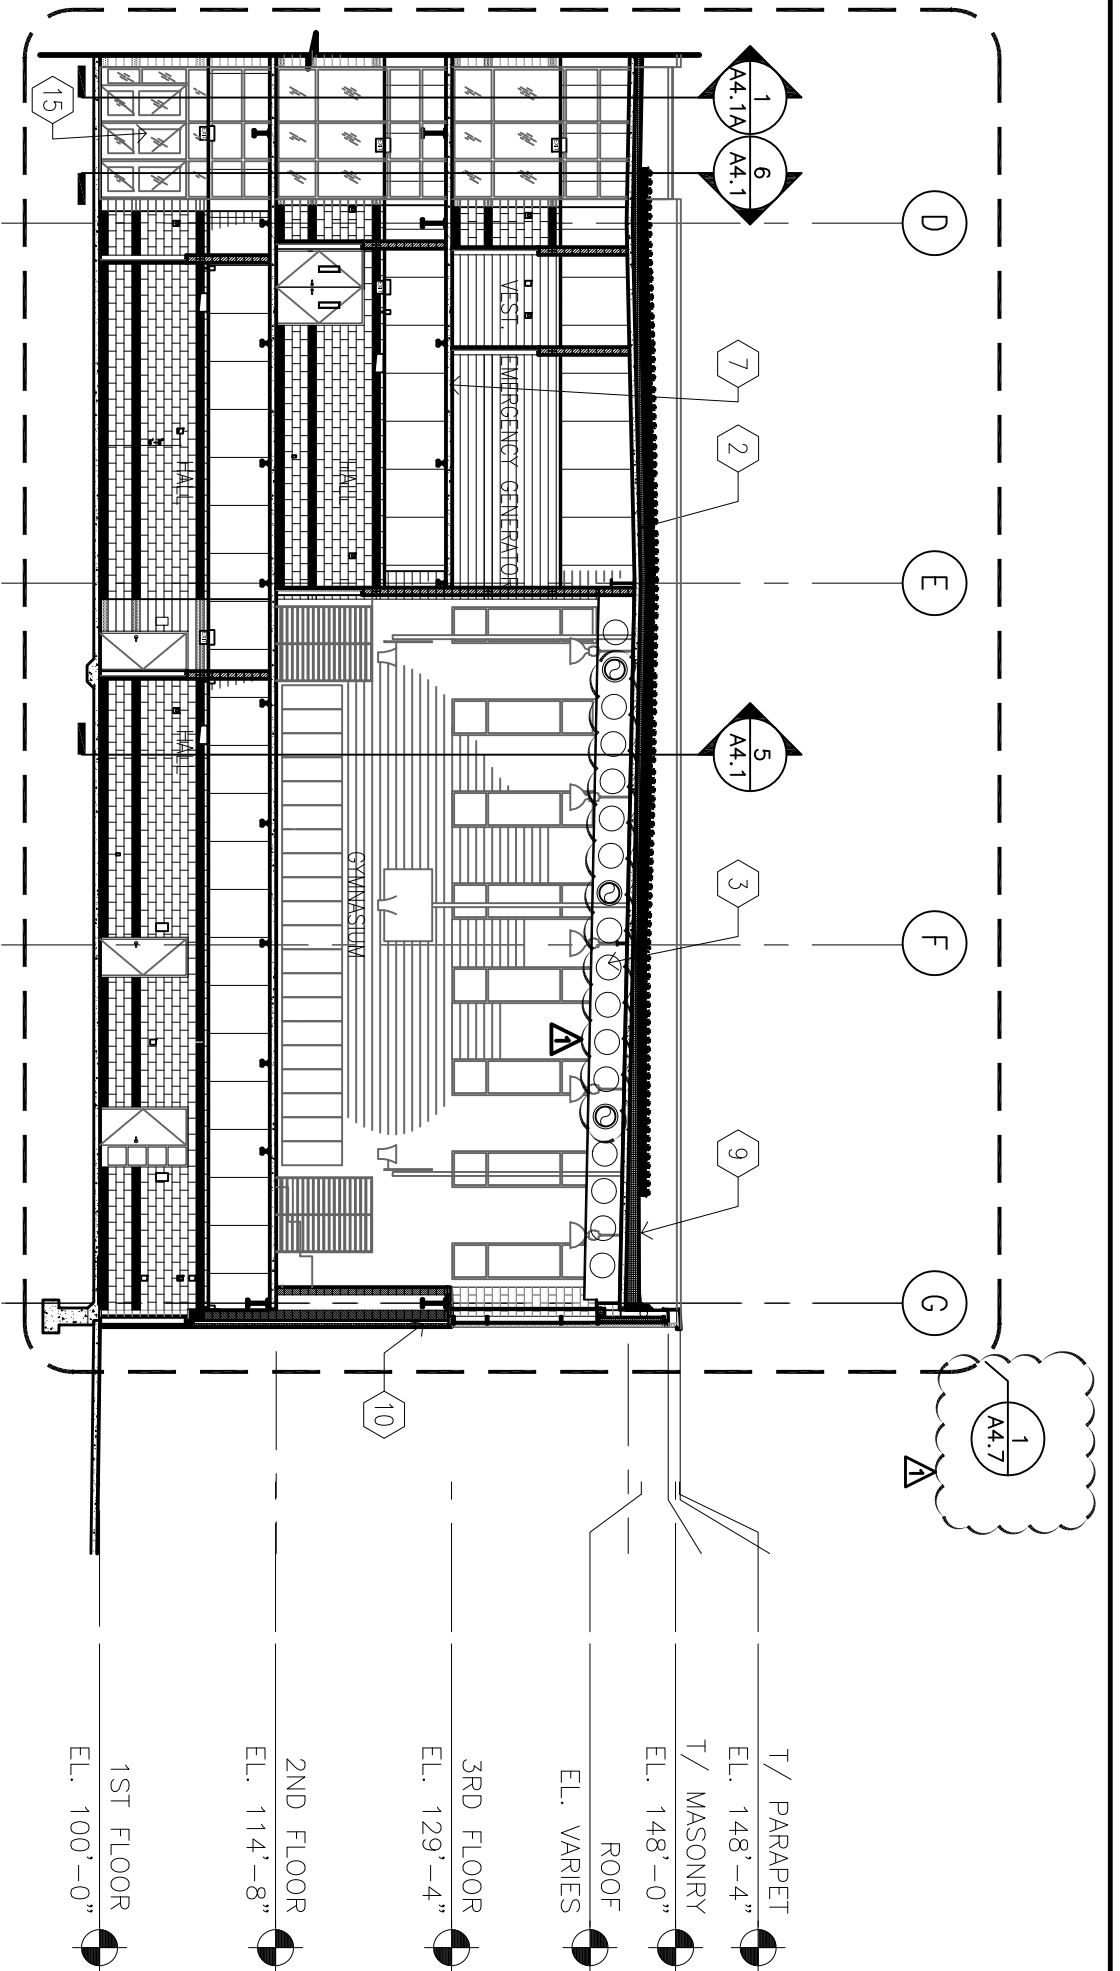 D
E
F
G
1
A4.1A
6
A4.1
5
A4.1
1
A4.7
1
7
2
3
9
15
10
1
VEST.
EMERGENCY GENERATOR
HALL
HALL
HALL
GYMNASIUM
T/ PARAPET
EL. 148'-4"
T/ MASONRY
EL. 148'-0"
ROOF
EL. VARIES
3RD FLOOR
EL. 129'-4"
2ND FLOOR
EL. 114'-8"
1ST FLOOR
EL. 100'-0"